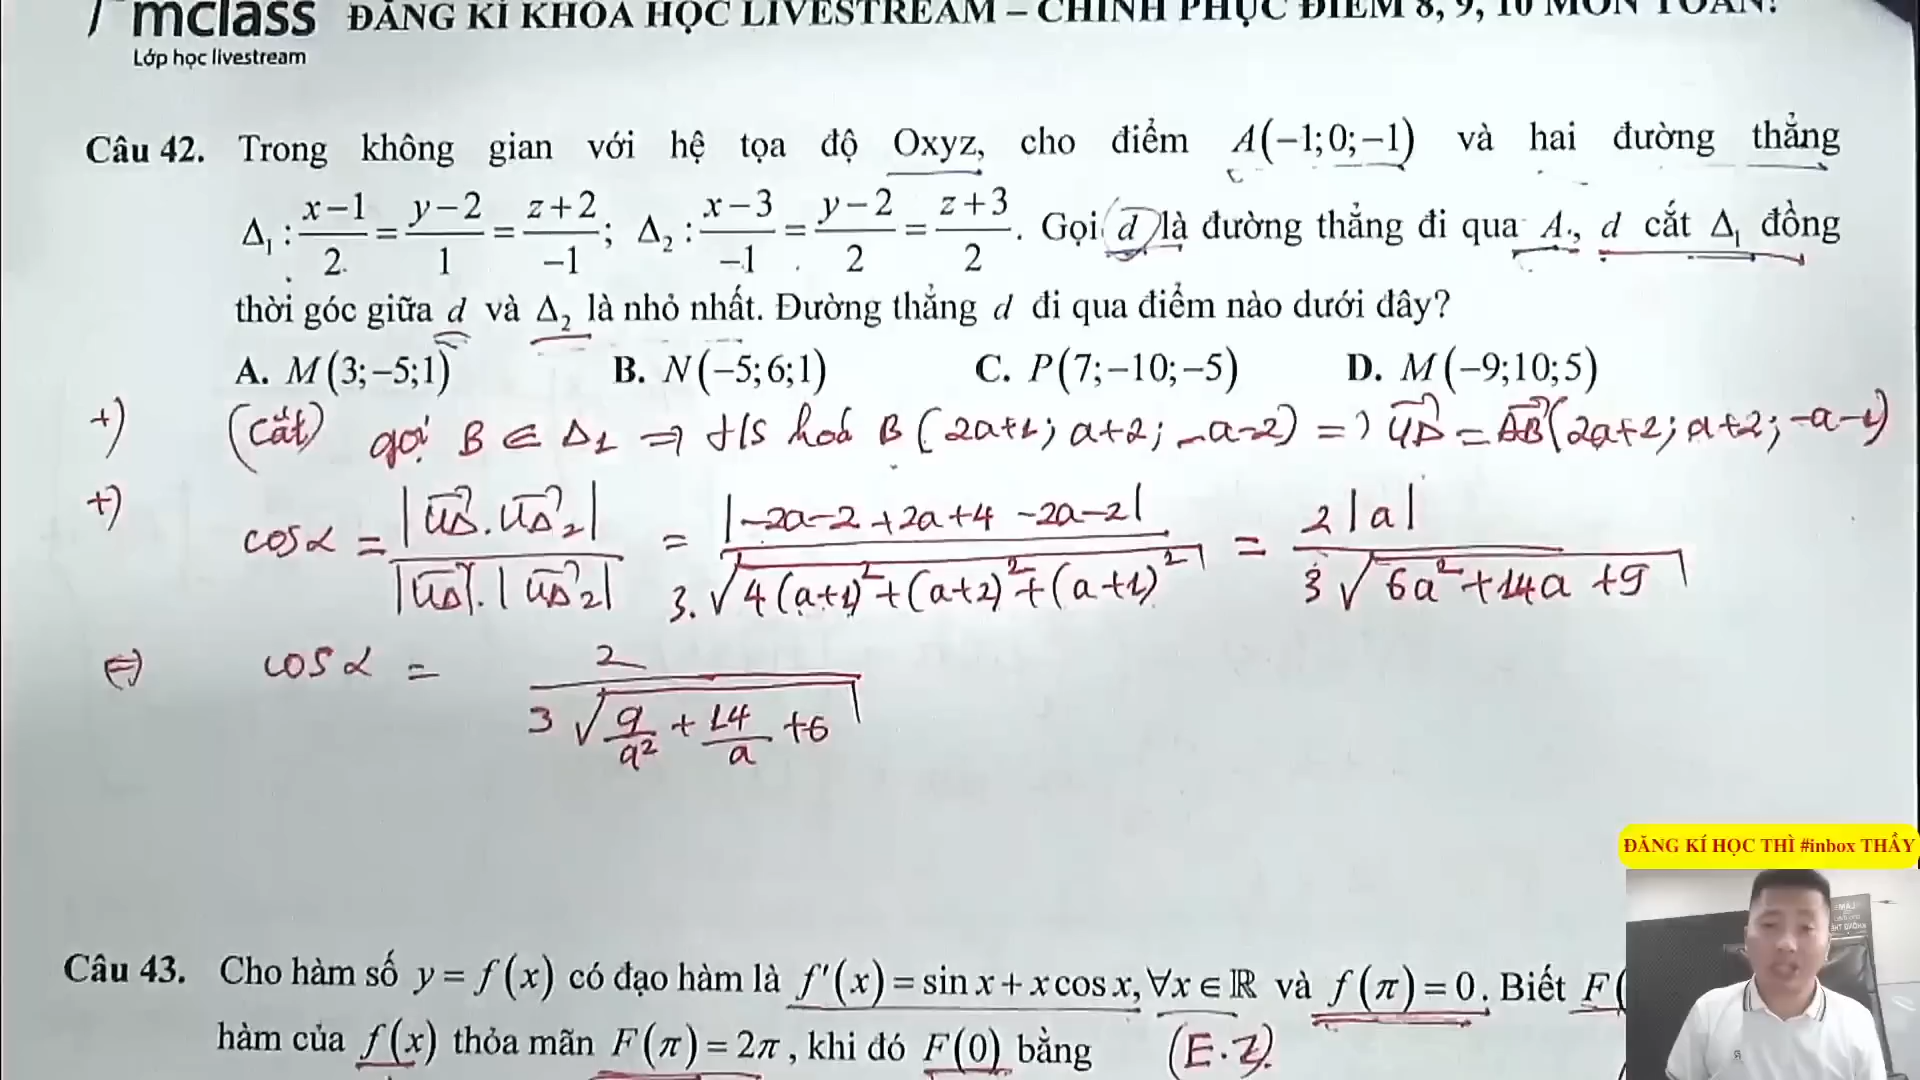 mclass ĐĂNG KÍ KHÓA HỌC LIVESTREAM – CHINH PHỤC ĐIỂM 8, 9, 10 MÔN TOÁN!
Lớp học livestream
Câu 42. Trong không gian với hệ tọa độ Oxyz, cho điểm A(−1;0;−1) và hai đường thẳng
Δ₁ : (x−1)/2 = (y−2)/1 = (z+2)/−1; Δ₂ : (x−3)/−1 = (y−2)/2 = (z+3)/2. Gọi d là đường thẳng đi qua A, d cắt Δ₁ đồng
thời góc giữa d và Δ₂ là nhỏ nhất. Đường thẳng d đi qua điểm nào dưới đây?
A. M(3;−5;1) B. N(−5;6;1) C. P(7;−10;−5) D. M(−9;10;5)
+) (Cắt) gọi B ∈ Δ1 ⇒ t/s hoá B(2a+1; a+2; −a−2) ⇒ uΔ = AB(2a+2; a+2; −a−1)
+) cosα = |uΔ.uΔ2| / |uΔ|.|uΔ2| = |−2a−2+2a+4−2a−2| / 3.√(4(a+1)²+(a+2)²+(a+1)²) = 2|a| / 3√(6a²+14a+9)
⇔) cosα = 2 / 3√(9/a² + 14/a + 6)
ĐĂNG KÍ HỌC THÌ #inbox THẦY
Câu 43. Cho hàm số y = f(x) có đạo hàm là f′(x) = sin x + x cos x, ∀x ∈ ℝ và f(π) = 0. Biết F(
hàm của f(x) thỏa mãn F(π) = 2π, khi đó F(0) bằng (E.Z).